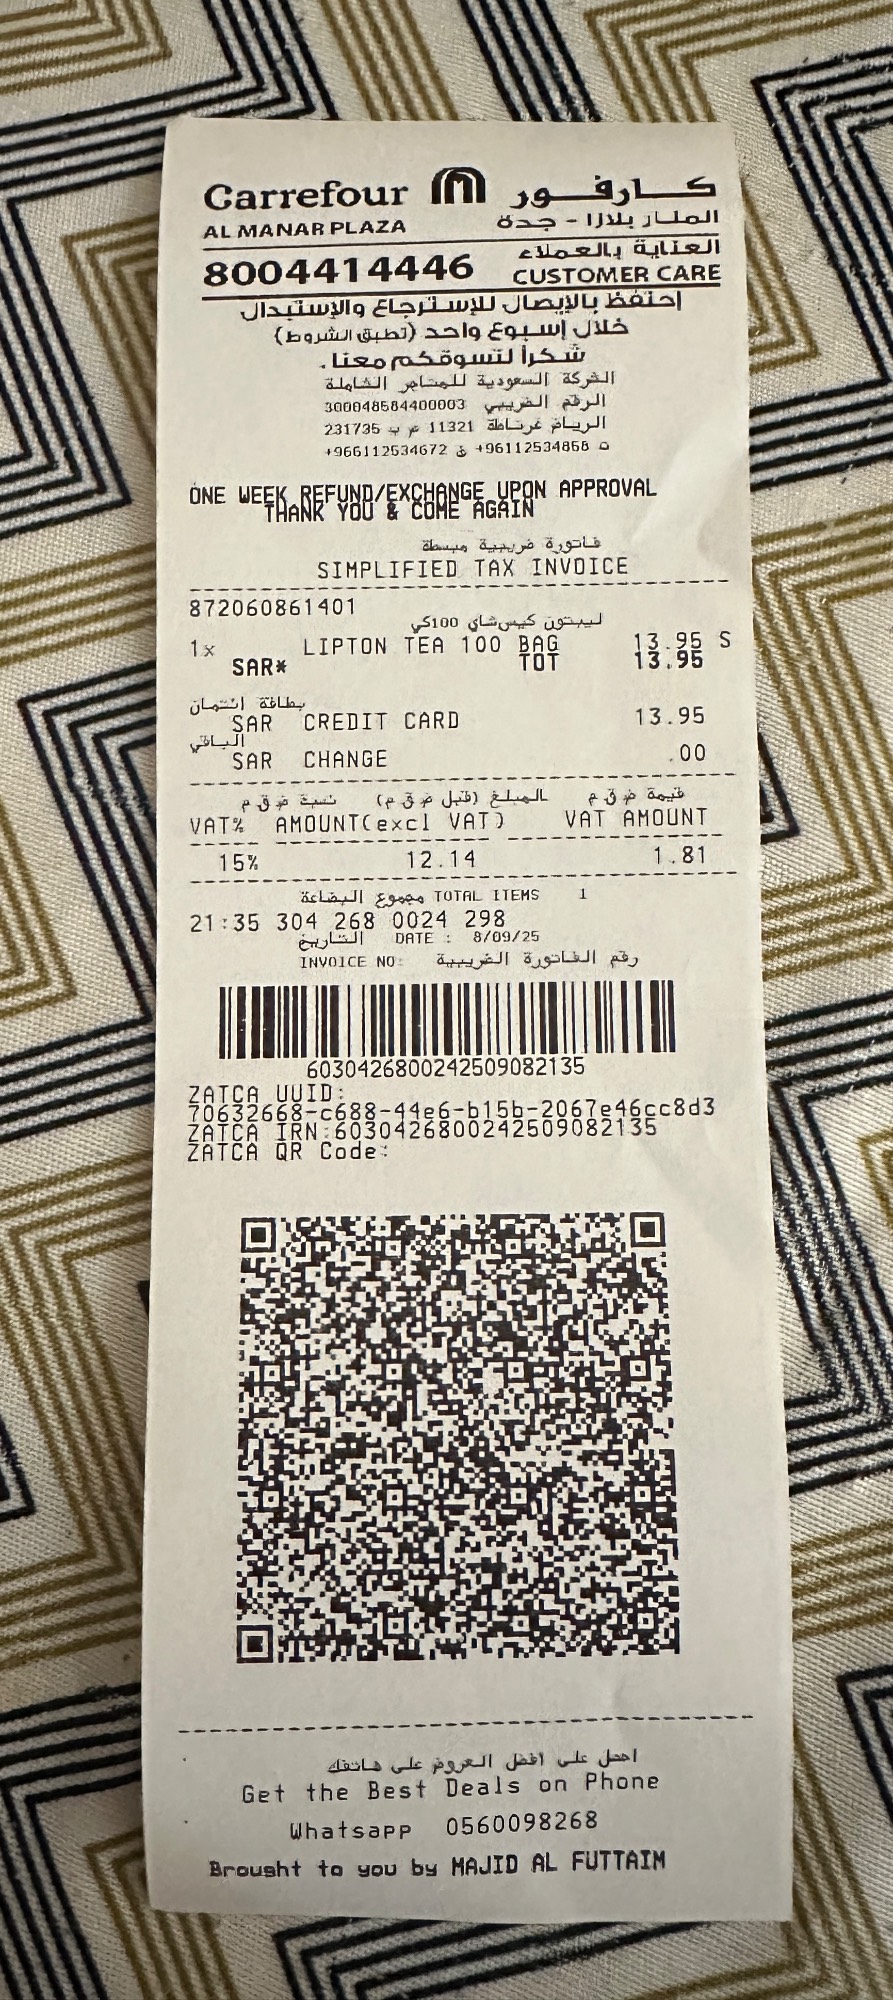 Carrefour كارفور
AL MANAR PLAZA المنار بلازا - جدة
العناية بالعملاء
8004414446 CUSTOMER CARE
إحتفظ بالإيصال للإسترجاع والإستبدال
خلال إسبوع واحد (تطبق الشروط)
شكراً لتسوقكم معنا .
الشركة السعودية للمتاجر الشاملة
الرقم الضريبي 300048584400003
الرياض غرناطة 11321 ص ب 231735
ت +96112534858 ف +966112534672
ONE WEEK REFUND/EXCHANGE UPON APPROVAL
THANK YOU & COME AGAIN
فاتورة ضريبية مبسطة
SIMPLIFIED TAX INVOICE
872060861401
ليبتون كيس شاي 100كي
1x LIPTON TEA 100 BAG 13.95 S
SAR* TOT 13.95
بطاقة ائتمان
SAR CREDIT CARD 13.95
الباقي
SAR CHANGE .00
نسبة ض ق م المبلغ (قبل ض ق م) قيمة ض ق م
VAT% AMOUNT(excl VAT) VAT AMOUNT
15% 12.14 1.81
مجموع البضاعة TOTAL ITEMS 1
21:35 304 268 0024 298
التاريخ DATE : 8/09/25
INVOICE NO: رقم الفاتورة الضريبية
6030426800242509082135
ZATCA UUID:
70632668-c688-44e6-b15b-2067e46cc8d3
ZATCA IRN:6030426800242509082135
ZATCA QR Code:
احصل على افضل العروض على هاتفك
Get the Best Deals on Phone
Whatsapp 0560098268
Brought to you by MAJID AL FUTTAIM